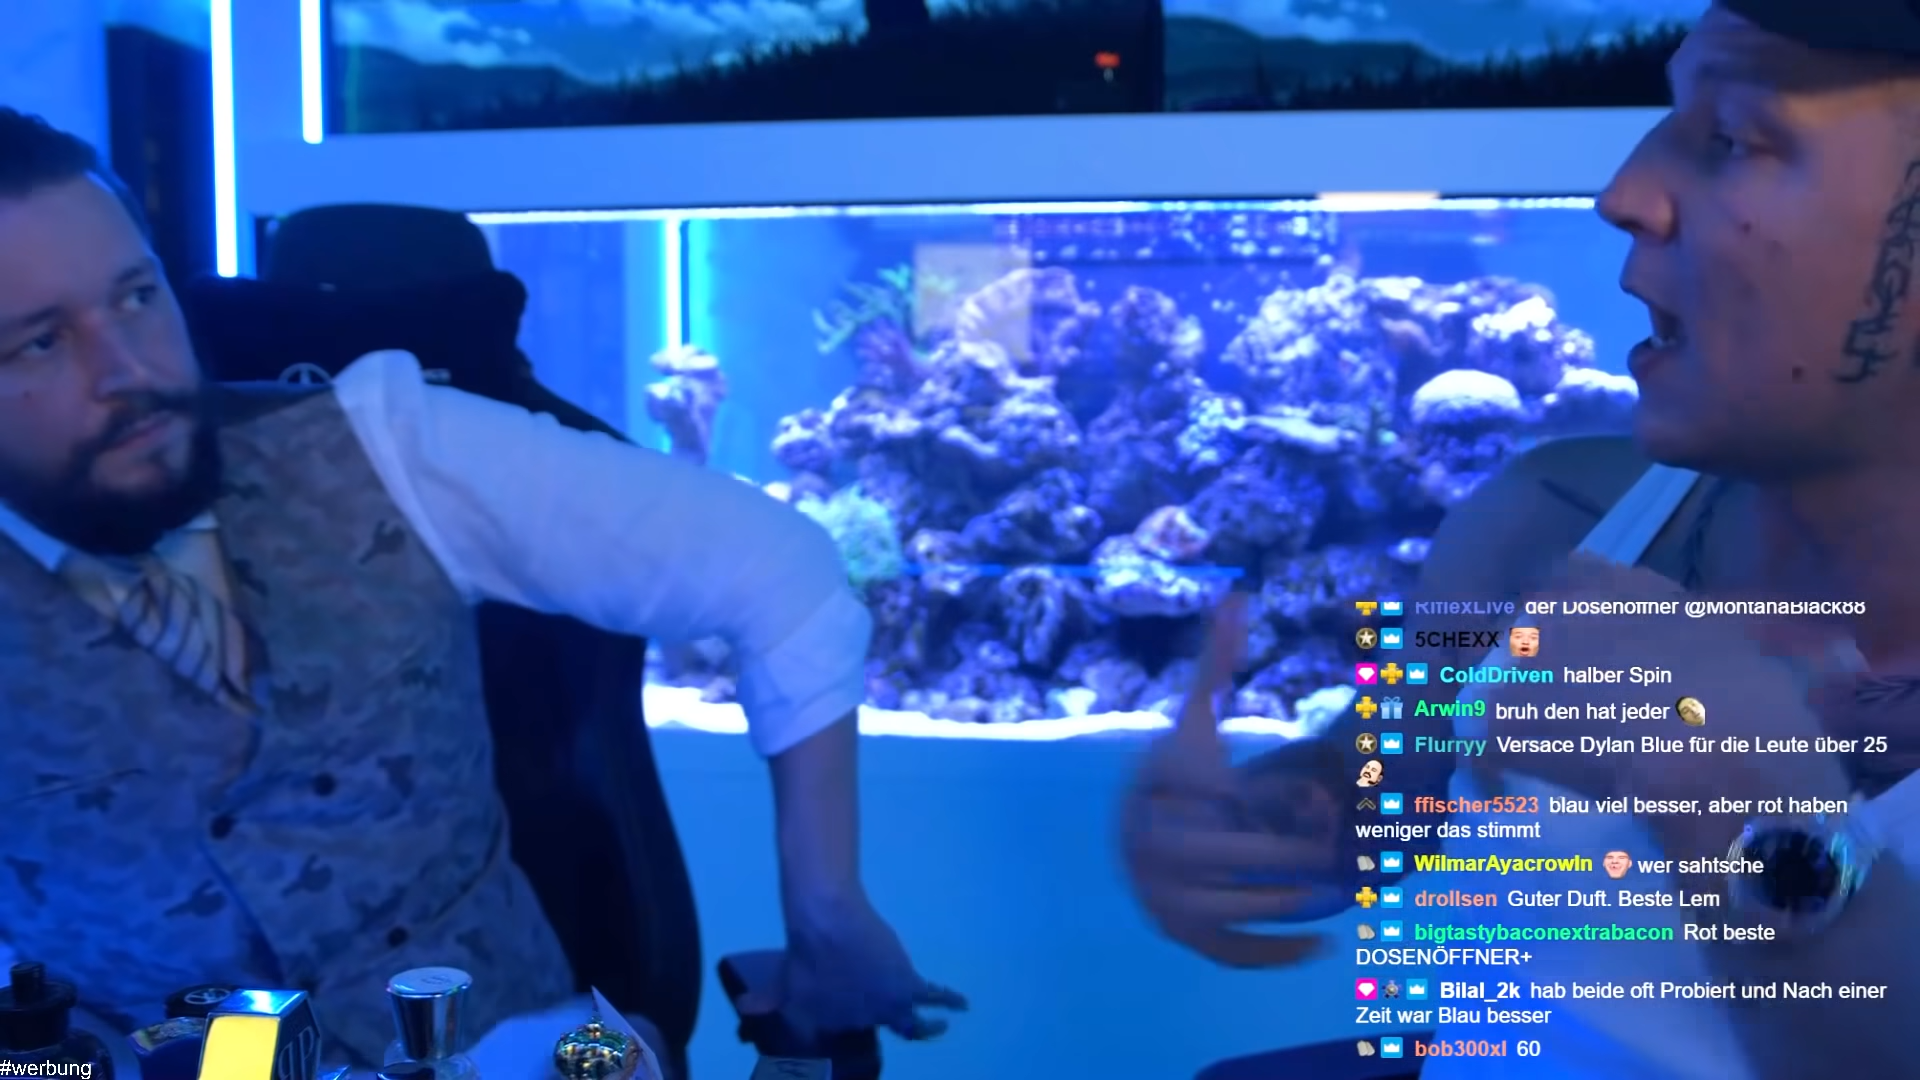 RiflexLive der Dosenöffner @MontanaBlack88
5CHEXX
ColdDriven halber Spin
Arwin9 bruh den hat jeder
Flurryy Versace Dylan Blue für die Leute über 25
ffischer5523 blau viel besser, aber rot haben
weniger das stimmt
WilmarAyacrowIn wer sahtsche
drollsen Guter Duft. Beste Lem
bigtastybaconextrabacon Rot beste
DOSENÖFFNER+
Bilal_2k hab beide oft Probiert und Nach einer
Zeit war Blau besser
bob300xl 60
#werbung